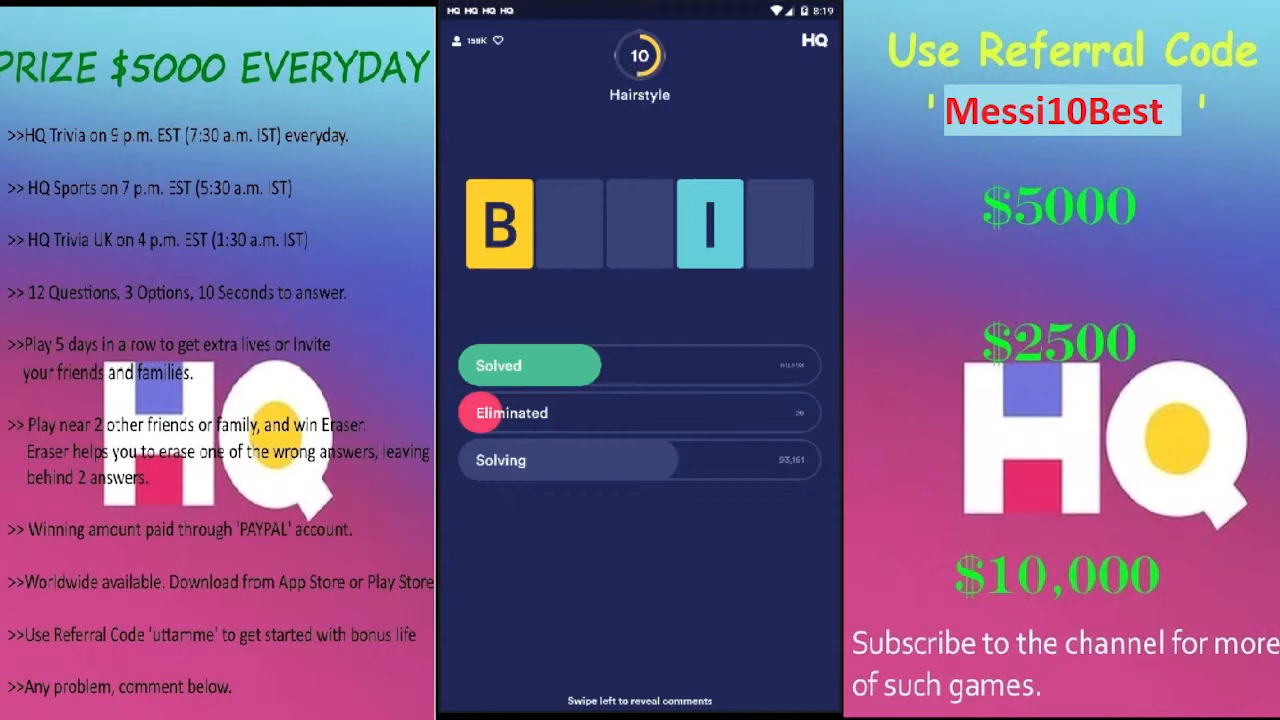 PRIZE $5000 EVERYDAY
>>HQ Trivia on 9 p.m. EST (7:30 a.m. IST) everyday.
>> HQ Sports on 7 p.m. EST (5:30 a.m. IST)
>> HQ Trivia UK on 4 p.m. EST (1:30 a.m. IST)
>> 12 Questions, 3 Options, 10 Seconds to answer.
>>Play 5 days in a row to get extra lives or Invite
your friends and families.
>> Play near 2 other friends or family, and win Eraser.
Eraser helps you to erase one of the wrong answers, leaving
behind 2 answers.
>> Winning amount paid through 'PAYPAL' account.
>>Worldwide available. Download from App Store or Play Store
>>Use Referral Code 'uttamme' to get started with bonus life
>>Any problem, comment below.
HQ
HQ HQ HQ HQ 8:19
158K HQ
10
Hairstyle
B I
Solved
Eliminated
Solving 93,161
Swipe left to reveal comments
Use Referral Code
' Messi10Best '
$5000
$2500
HQ
$10,000
Subscribe to the channel for more
of such games.